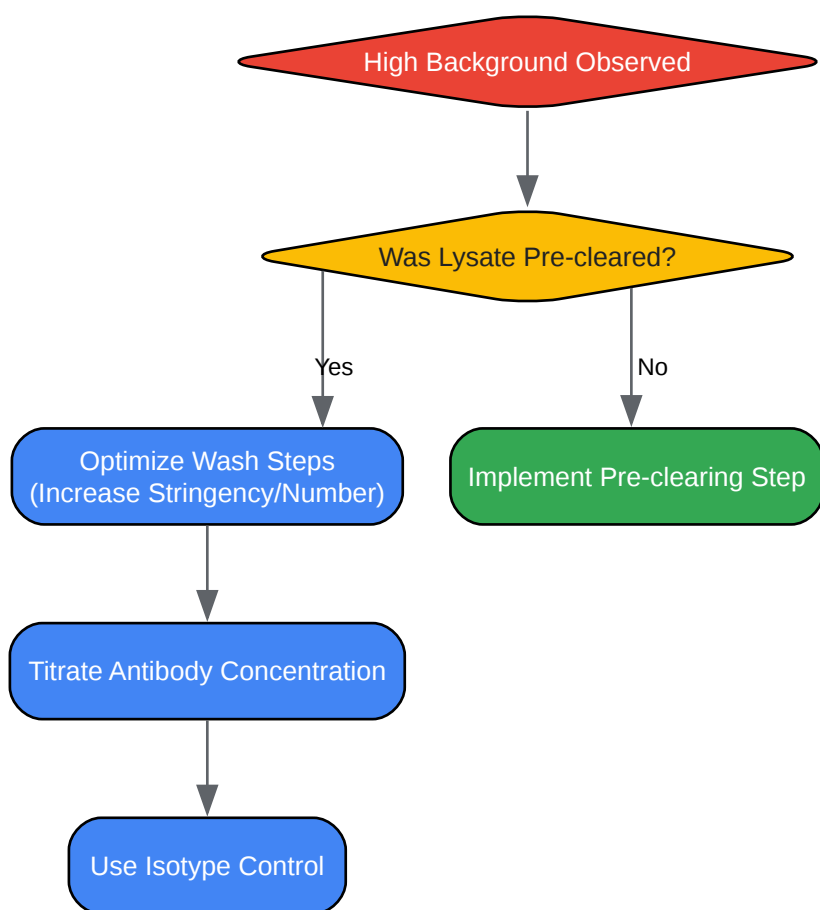 High Background Observed
Was Lysate Pre-cleared?
Yes
No
Optimize Wash Steps
(Increase Stringency/Number)
Implement Pre-clearing Step
Titrate Antibody Concentration
Use Isotype Control